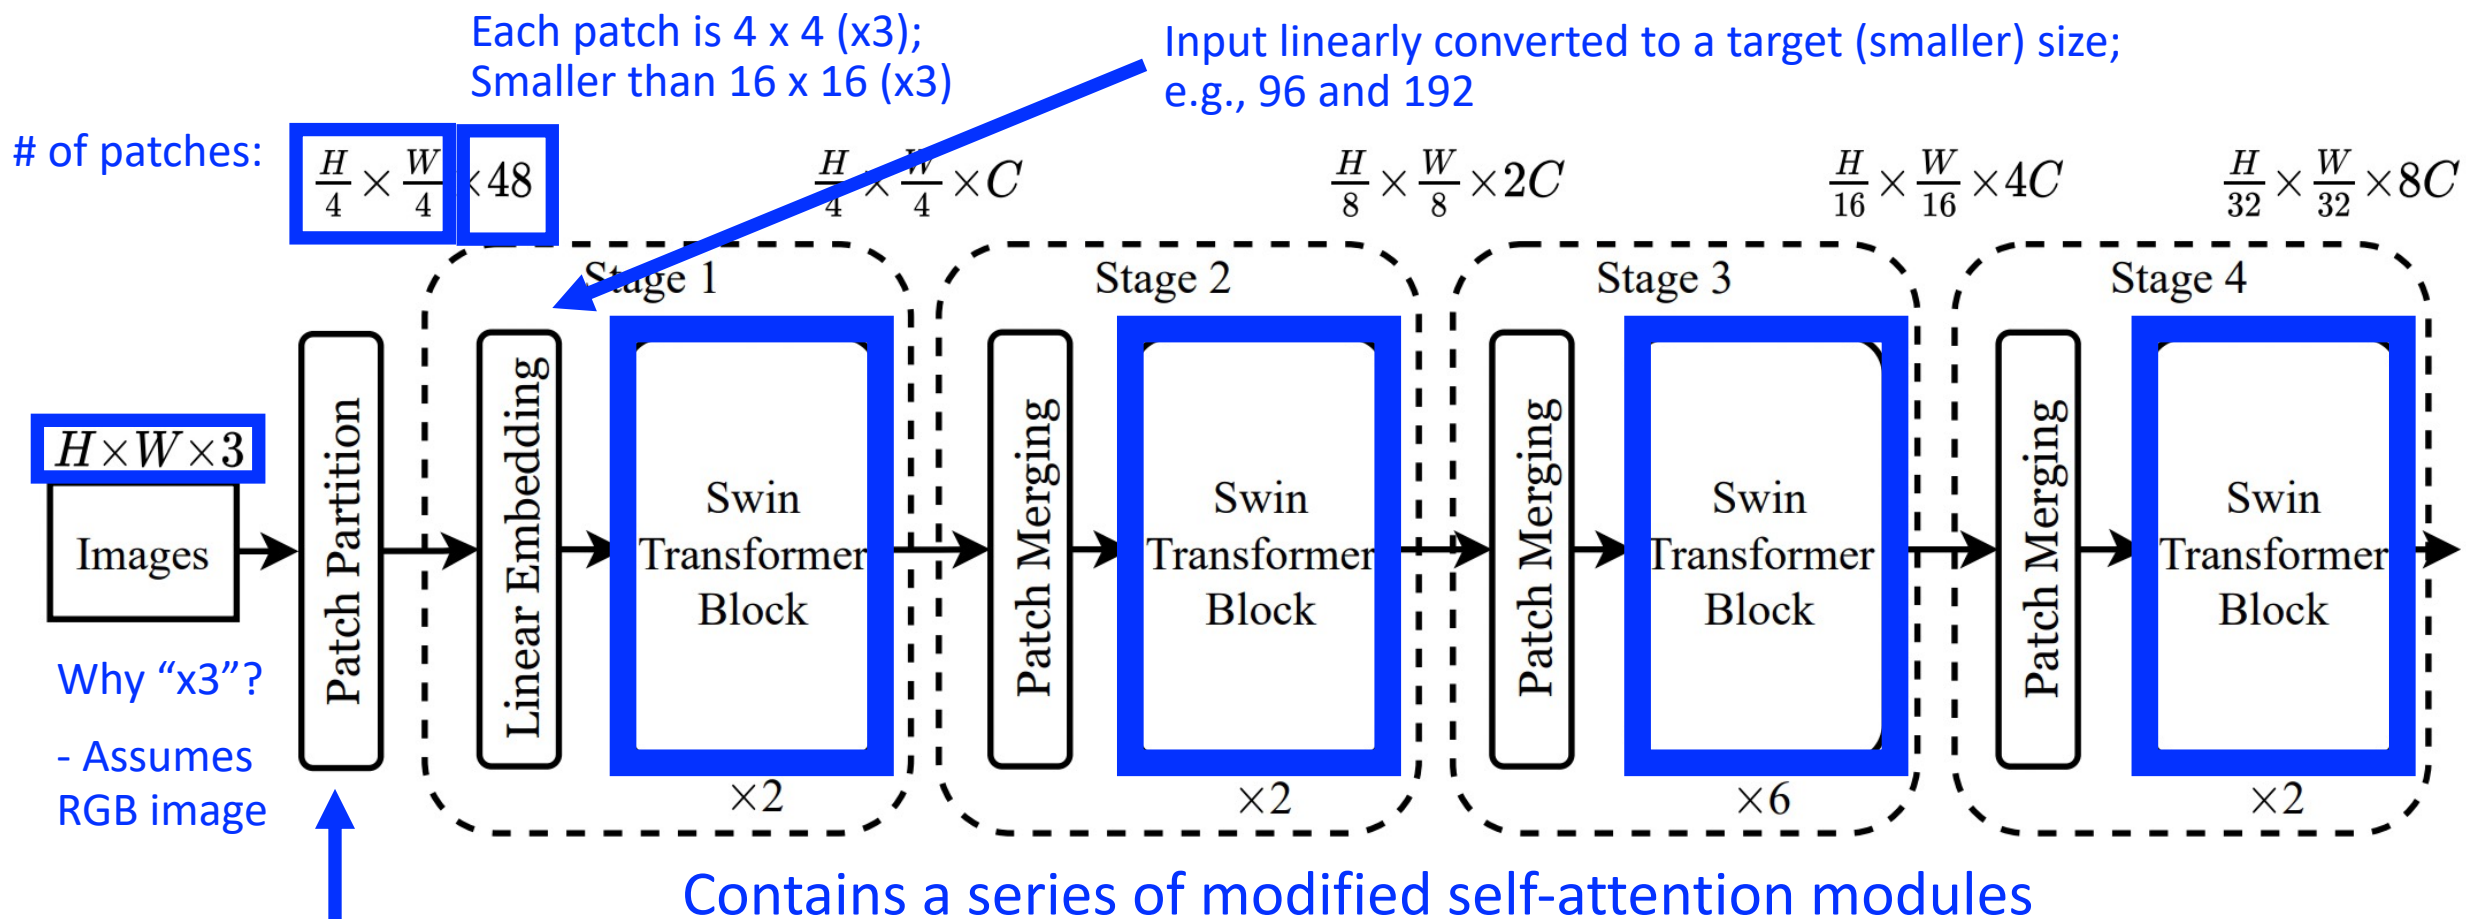 Each patch is 4 x 4 (x3);
Smaller than 16 x 16 (x3)
Input linearly converted to a target (smaller) size;
e.g., 96 and 192
# of patches:
H/4 × W/4 ×48
H/4 × W/4 ×C
H/8 × W/8 ×2C
H/16 × W/16 ×4C
H/32 × W/32 ×8C
Stage 1
Stage 2
Stage 3
Stage 4
H×W×3
Images
Patch Partition
Linear Embedding
Swin
Transformer
Block
×2
Patch Merging
Swin
Transformer
Block
×2
Patch Merging
Swin
Transformer
Block
×6
Patch Merging
Swin
Transformer
Block
×2
Why “x3”?
- Assumes
RGB image
Contains a series of modified self-attention modules